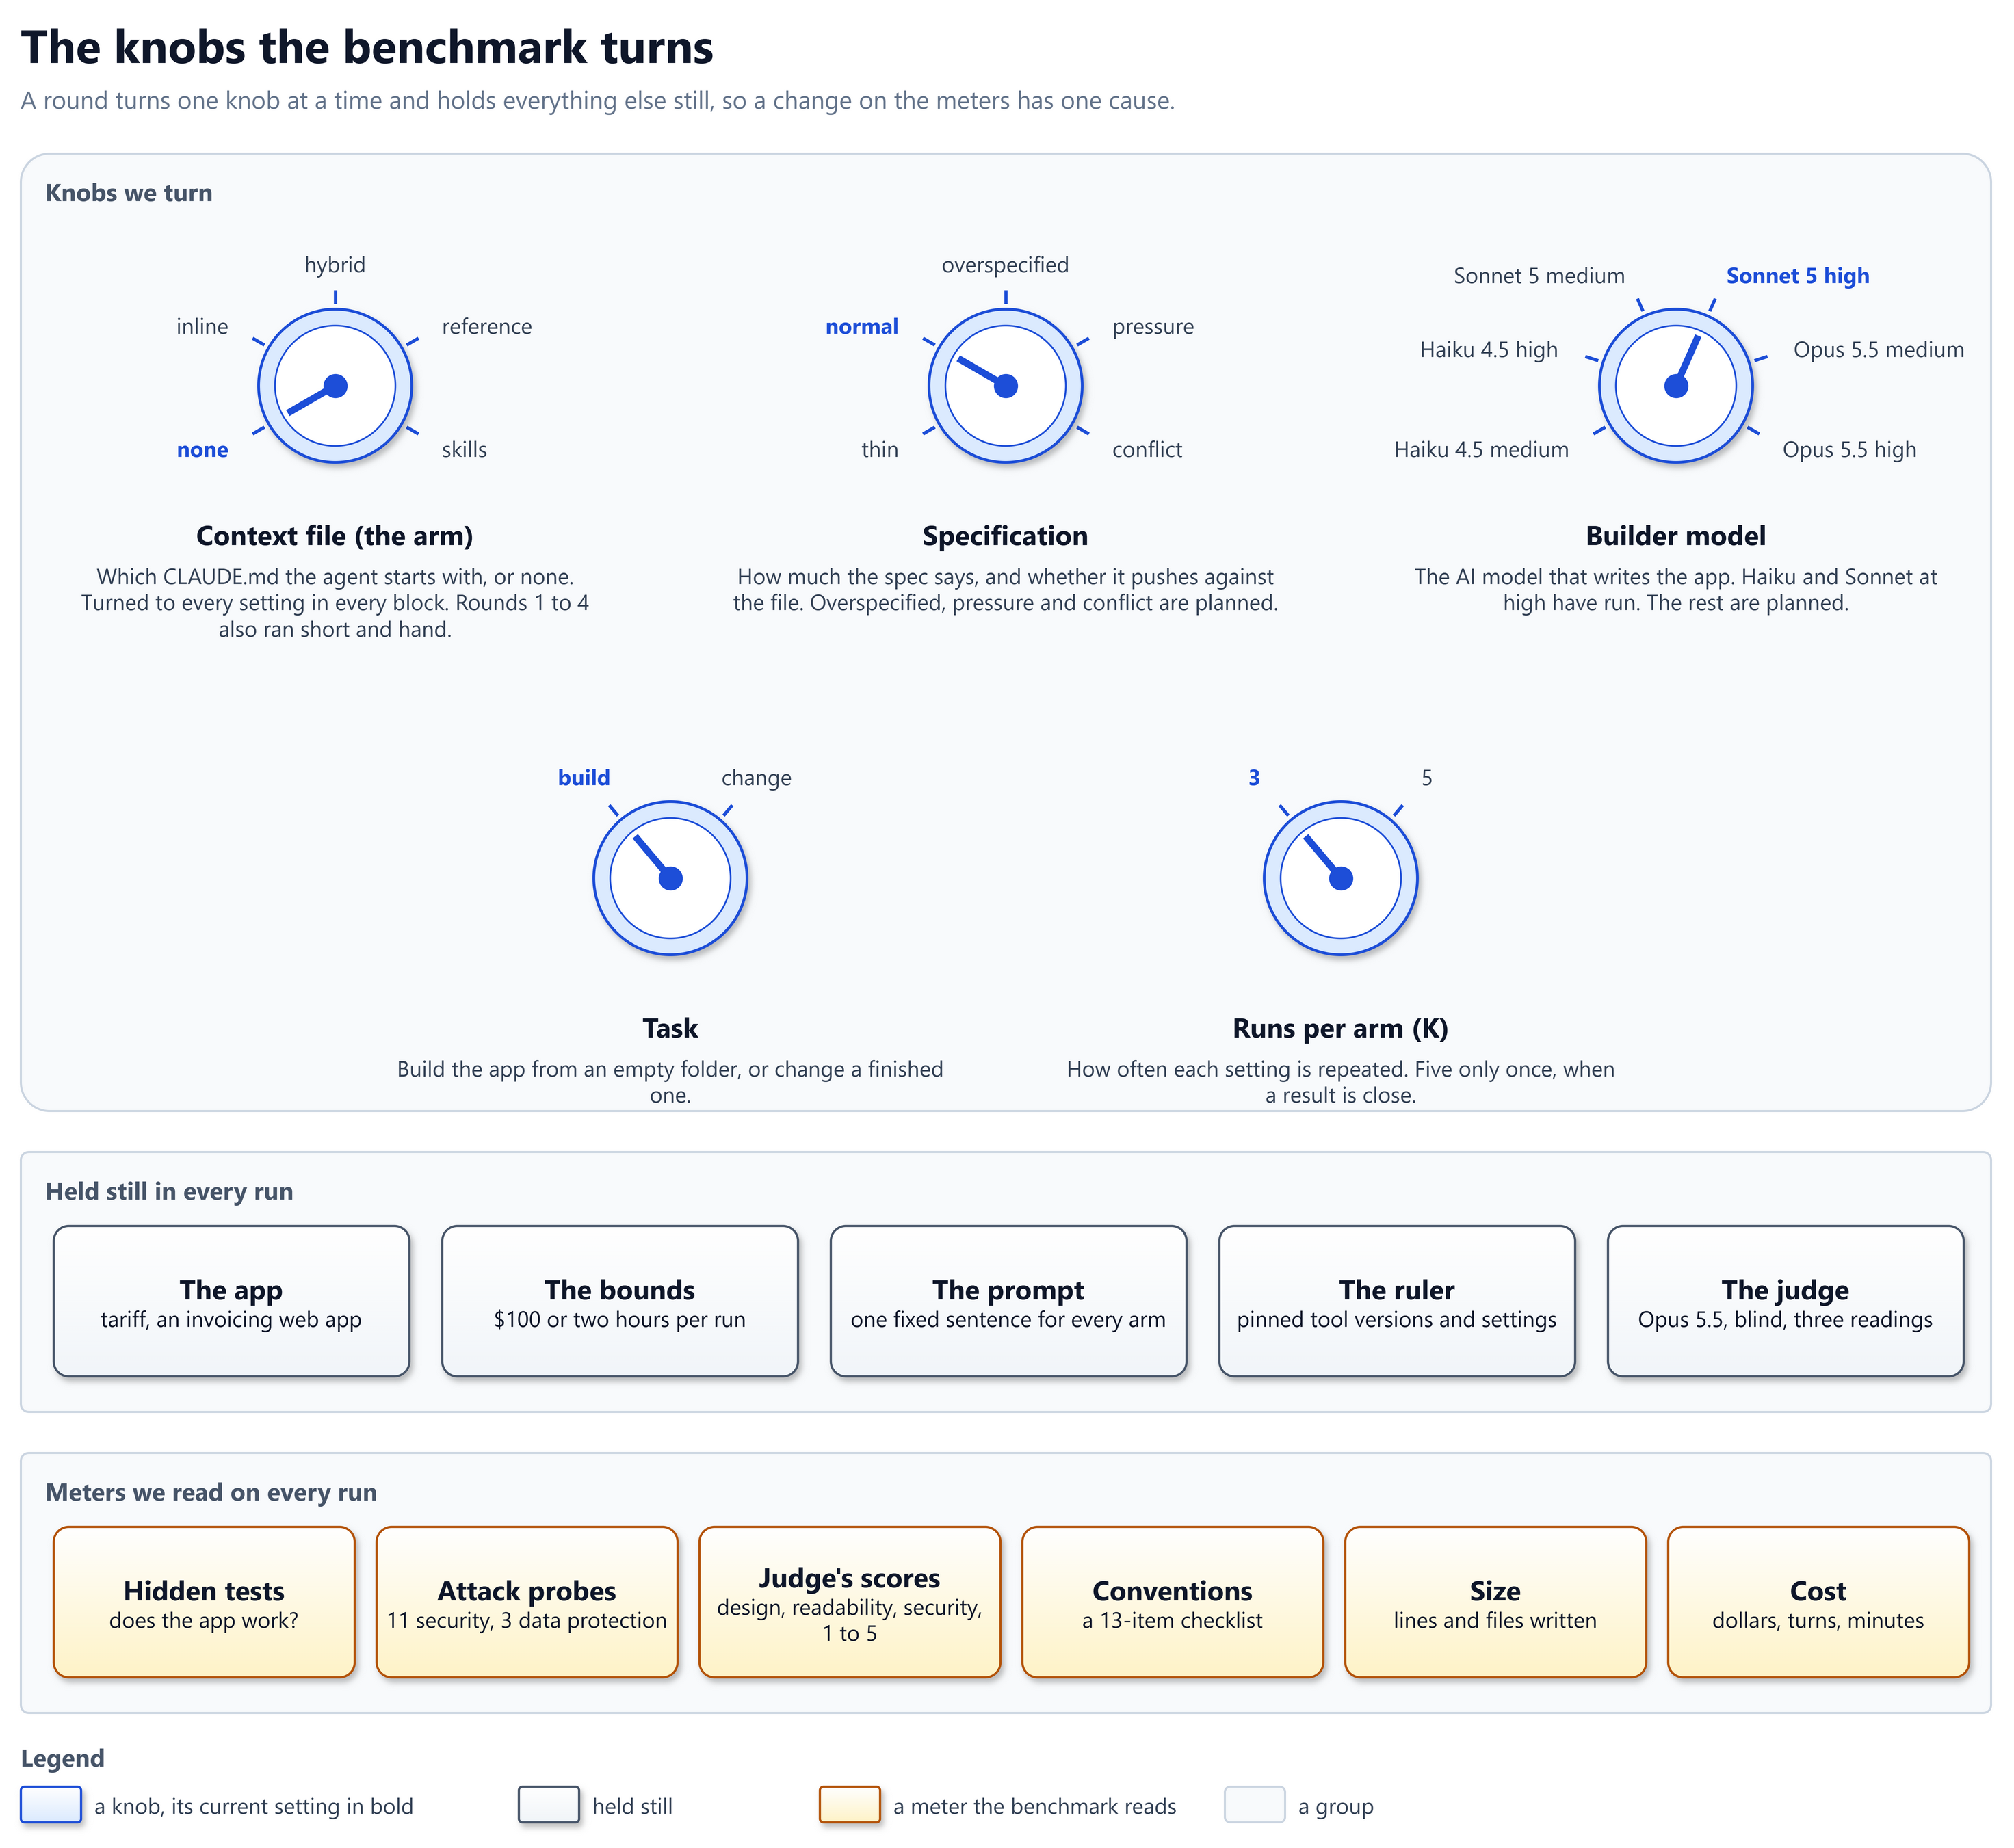 The knobs the benchmark turns
A round turns one knob at a time and holds everything else still, so a change on the meters has one cause.
Knobs we turn
hybrid
inline
reference
none
skills
Context file (the arm)
Which CLAUDE.md the agent starts with, or none.
Turned to every setting in every block. Rounds 1 to 4
also ran short and hand.
overspecified
normal
pressure
thin
conflict
Specification
How much the spec says, and whether it pushes against
the file. Overspecified, pressure and conflict are planned.
Sonnet 5 medium
Sonnet 5 high
Haiku 4.5 high
Opus 5.5 medium
Haiku 4.5 medium
Opus 5.5 high
Builder model
The AI model that writes the app. Haiku and Sonnet at
high have run. The rest are planned.
build
change
Task
Build the app from an empty folder, or change a finished
one.
3
5
Runs per arm (K)
How often each setting is repeated. Five only once, when
a result is close.
Held still in every run
The app
tariff, an invoicing web app
The bounds
$100 or two hours per run
The prompt
one fixed sentence for every arm
The ruler
pinned tool versions and settings
The judge
Opus 5.5, blind, three readings
Meters we read on every run
Hidden tests
does the app work?
Attack probes
11 security, 3 data protection
Judge's scores
design, readability, security,
1 to 5
Conventions
a 13-item checklist
Size
lines and files written
Cost
dollars, turns, minutes
Legend
a knob, its current setting in bold
held still
a meter the benchmark reads
a group